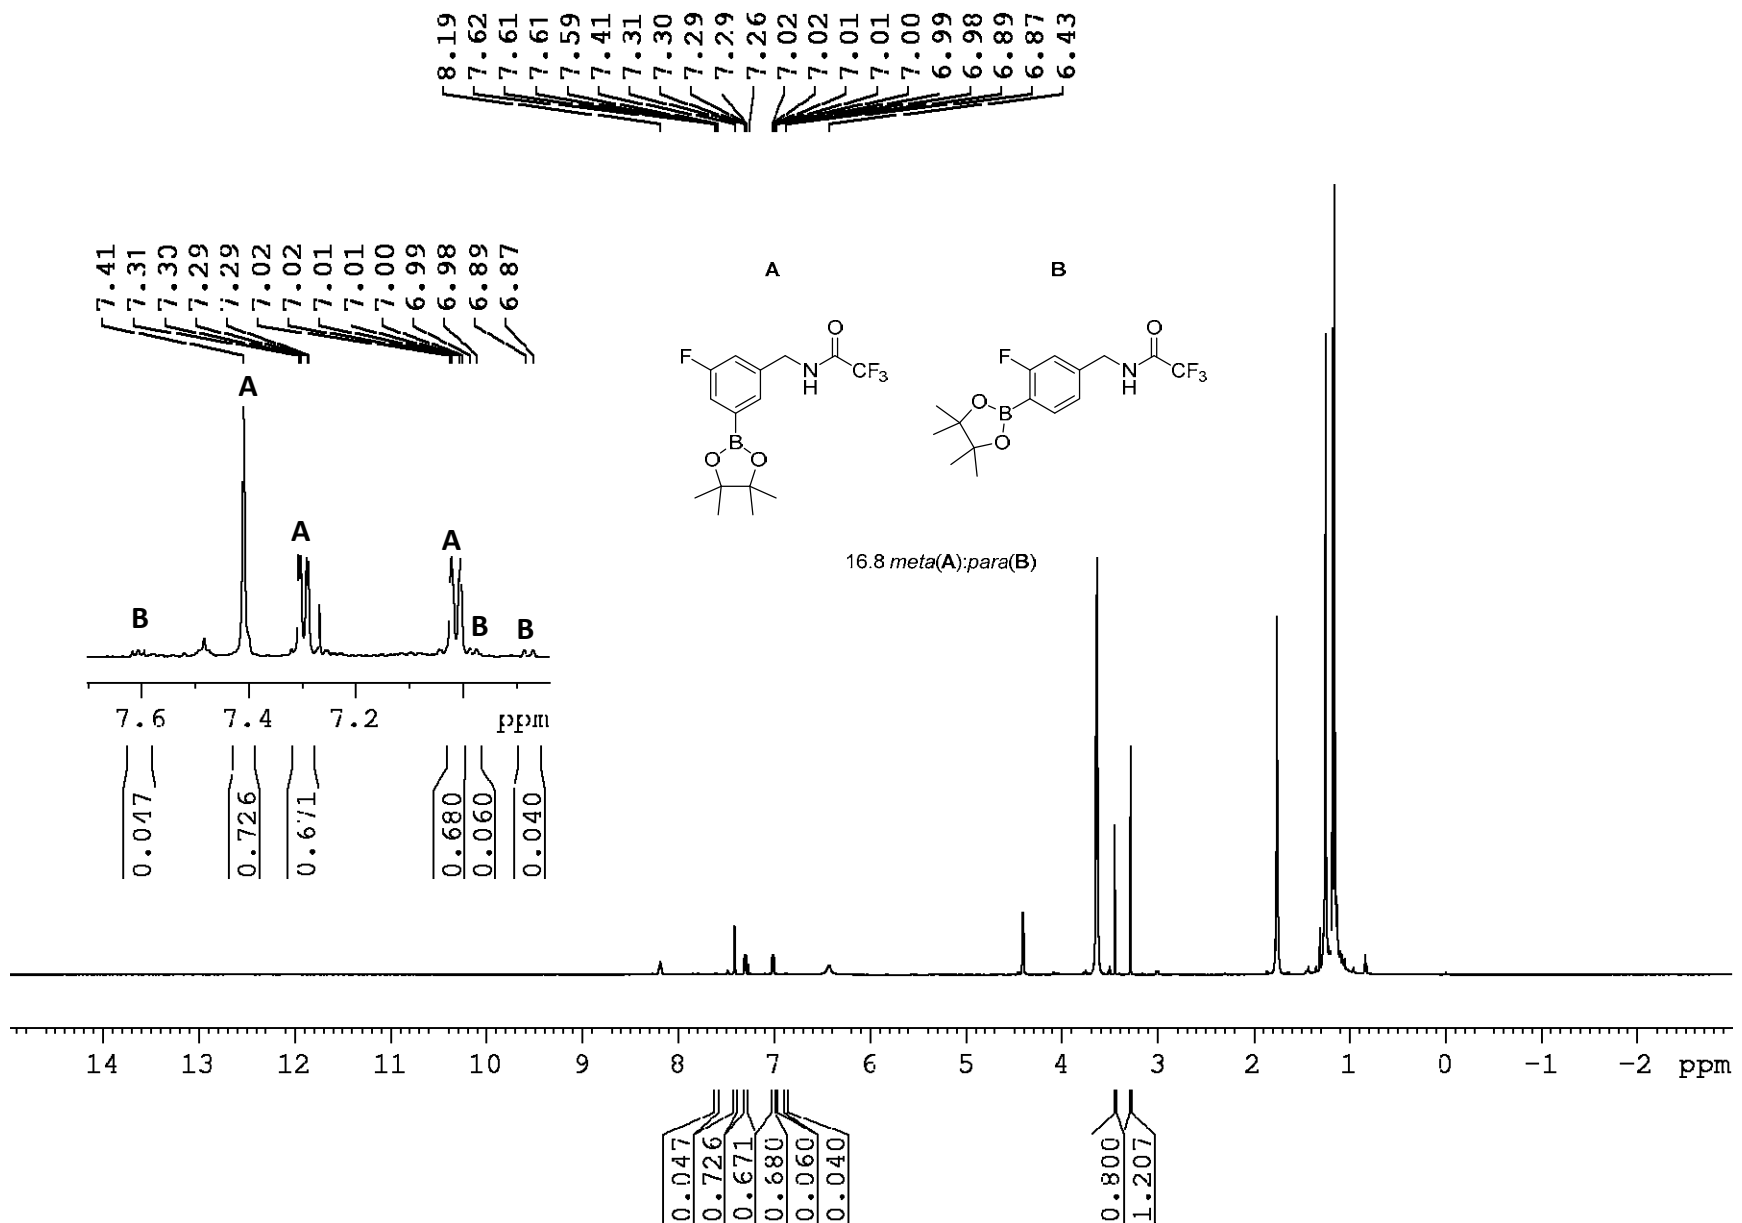 8.19
7.62
7.61
7.61
7.59
7.41
7.31
7.30
7.29
7.29
7.26
7.02
7.02
7.01
7.01
7.00
6.99
6.98
6.89
6.87
6.43
7.41
7.31
7.30
7.29
7.29
7.02
7.02
7.01
7.01
7.00
6.99
6.98
6.89
6.87
A
B
F
O
N
H
CF3
B
O
O
F
O
N
H
CF3
O
B
O
16.8 meta(A):para(B)
A
A
A
B
B
B
7.6 7.4 7.2 ppm
0.047
0.726
0.671
0.680
0.060
0.040
14 13 12 11 10 9 8 7 6 5 4 3 2 1 0 -1 -2 ppm
0.047
0.726
0.671
0.680
0.060
0.040
0.800
1.207